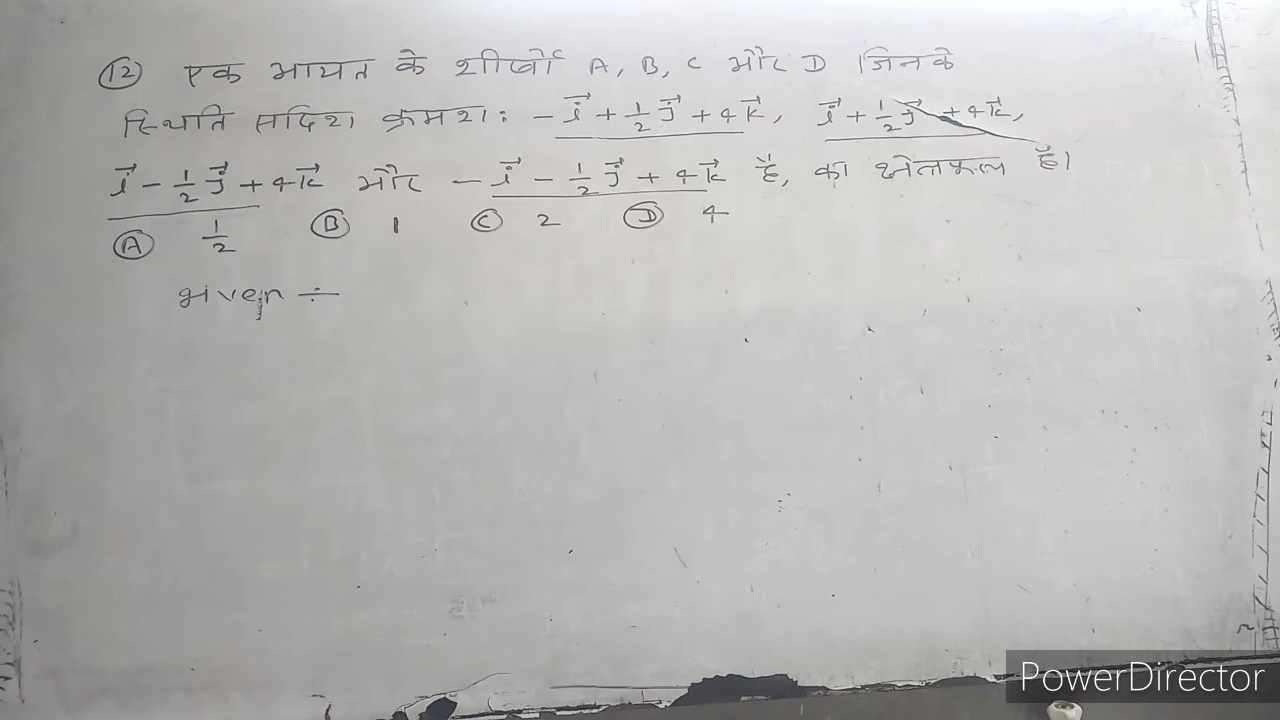 (12) एक आयत के शीर्षो A, B, C और D जिनके
स्थिति सदिश क्रमश: -i⃗ + 1/2 j⃗ + 4k⃗, i⃗ + 1/2 j⃗ + 4k⃗,
i⃗ - 1/2 j⃗ + 4k⃗ और -i⃗ - 1/2 j⃗ + 4k⃗ हैं, का क्षेत्रफल है।
(A) 1/2 (B) 1 (C) 2 (D) 4
given ÷
PowerDirector